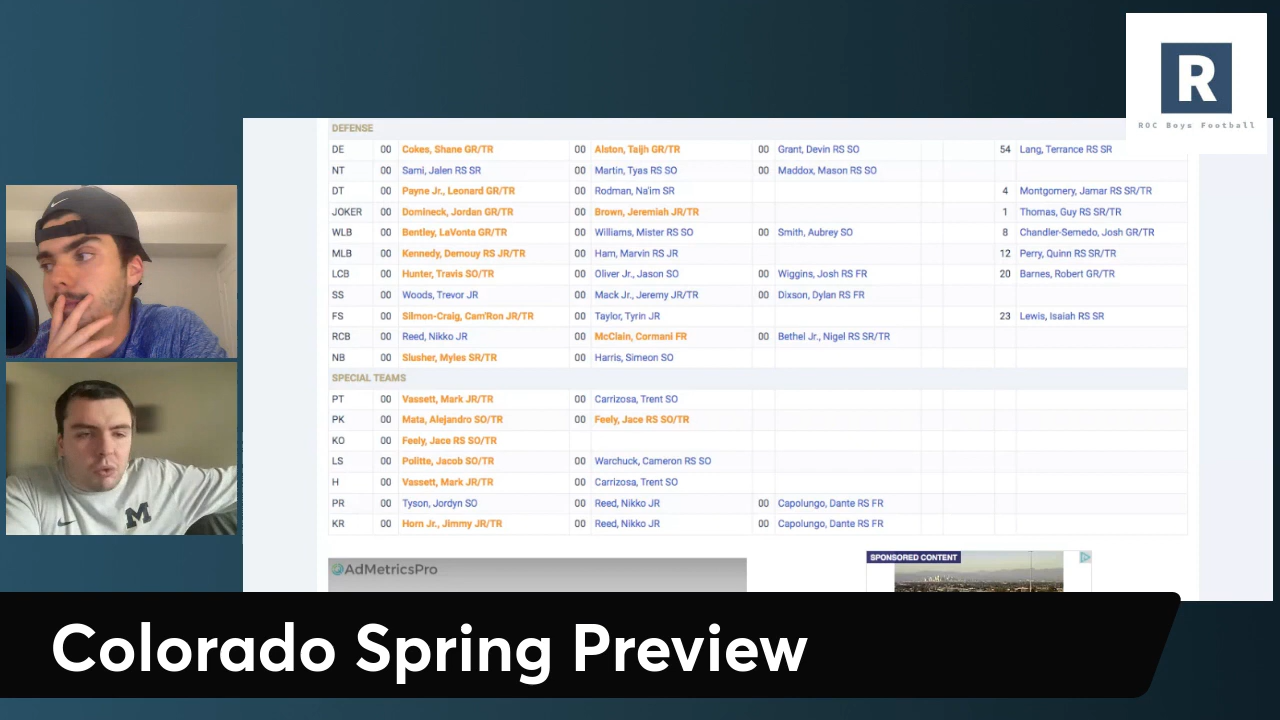 R
ROC Boys Football
DEFENSE
DE 00 Cokes, Shane GR/TR 00 Alston, Taijh GR/TR 00 Grant, Devin RS SO 54 Lang, Terrance RS SR
NT 00 Sami, Jalen RS SR 00 Martin, Tyas RS SO 00 Maddox, Mason RS SO
DT 00 Payne Jr., Leonard GR/TR 00 Rodman, Na'im SR 4 Montgomery, Jamar RS SR/TR
JOKER 00 Domineck, Jordan GR/TR 00 Brown, Jeremiah JR/TR 1 Thomas, Guy RS SR/TR
WLB 00 Bentley, LaVonta GR/TR 00 Williams, Mister RS SO 00 Smith, Aubrey SO 8 Chandler-Semedo, Josh GR/TR
MLB 00 Kennedy, Demouy RS JR/TR 00 Ham, Marvin RS JR 12 Perry, Quinn RS SR/TR
LCB 00 Hunter, Travis SO/TR 00 Oliver Jr., Jason SO 00 Wiggins, Josh RS FR 20 Barnes, Robert GR/TR
SS 00 Woods, Trevor JR 00 Mack Jr., Jeremy JR/TR 00 Dixson, Dylan RS FR
FS 00 Silmon-Craig, Cam'Ron JR/TR 00 Taylor, Tyrin JR 23 Lewis, Isaiah RS SR
RCB 00 Reed, Nikko JR 00 McClain, Cormani FR 00 Bethel Jr., Nigel RS SR/TR
NB 00 Slusher, Myles SR/TR 00 Harris, Simeon SO
SPECIAL TEAMS
PT 00 Vassett, Mark JR/TR 00 Carrizosa, Trent SO
PK 00 Mata, Alejandro SO/TR 00 Feely, Jace RS SO/TR
KO 00 Feely, Jace RS SO/TR
LS 00 Politte, Jacob SO/TR 00 Warchuck, Cameron RS SO
H 00 Vassett, Mark JR/TR 00 Carrizosa, Trent SO
PR 00 Tyson, Jordyn SO 00 Reed, Nikko JR 00 Capolungo, Dante RS FR
KR 00 Horn Jr., Jimmy JR/TR 00 Reed, Nikko JR 00 Capolungo, Dante RS FR
AdMetricsPro
SPONSORED CONTENT
M
Colorado Spring Preview